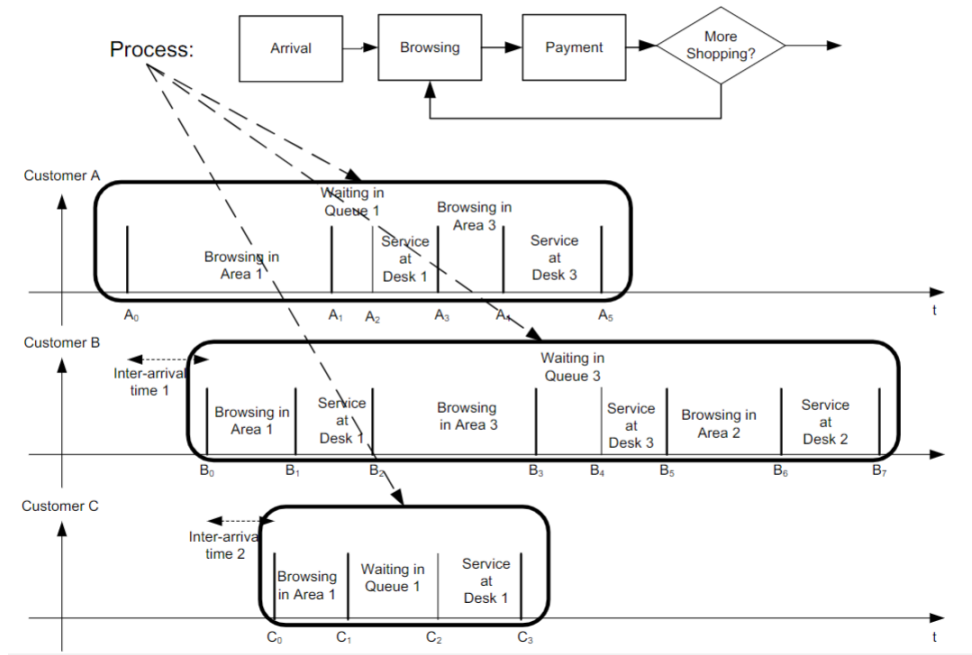 Process:
Arrival
Browsing
Payment
More
Shopping?
Customer A
Waiting in
Queue 1
Browsing in
Area 1
Service
at
Desk 1
Browsing in
Area 3
Service
at
Desk 3
A₀
A₁
A₂
A₃
A₄
A₅
t
Customer B
Inter-arrival
time 1
Browsing in
Area 1
Service
at
Desk 1
Browsing
in Area 3
Waiting in
Queue 3
Service
at
Desk 3
Browsing in
Area 2
Service
at
Desk 2
B₀
B₁
B₂
B₃
B₄
B₅
B₆
B₇
Customer C
Inter-arriva
time 2
Browsing
in Area 1
Waiting in
Queue 1
Service
at
Desk 1
C₀
C₁
C₂
C₃
t